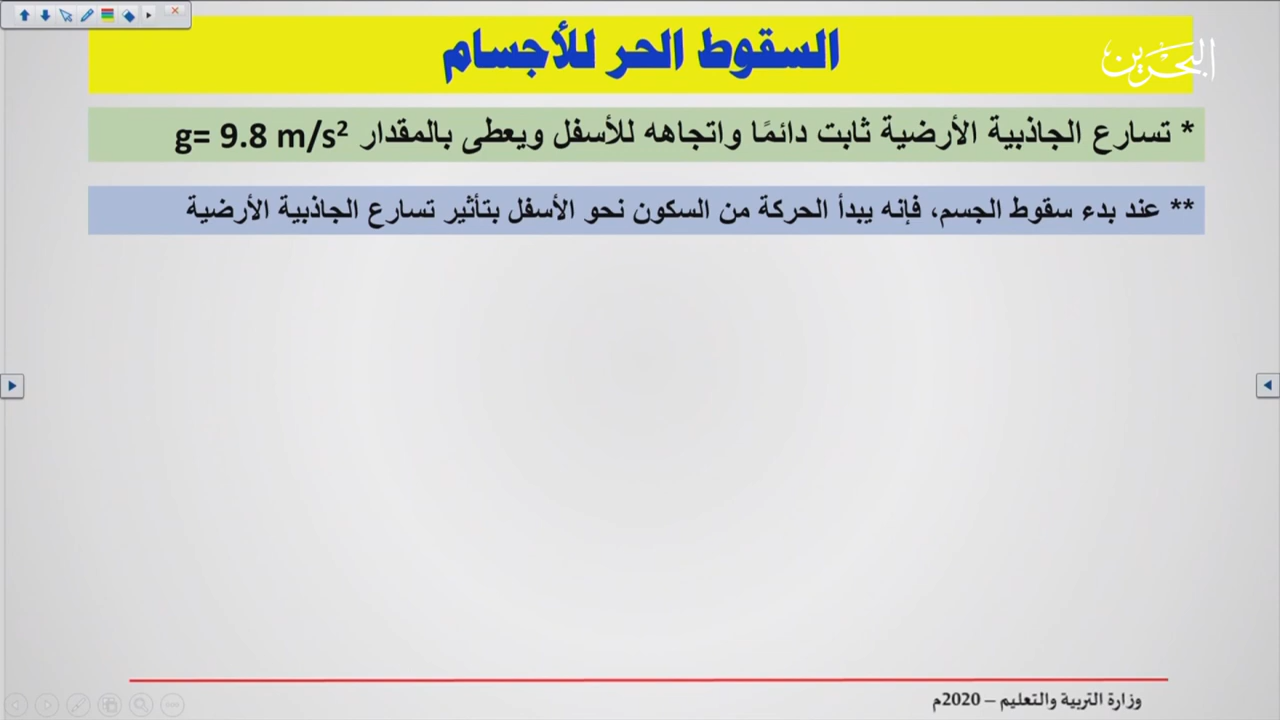 السقوط الحر للأجسام
البحرين
* تسارع الجاذبية الأرضية ثابت دائمًا واتجاهه للأسفل ويعطى بالمقدار g= 9.8 m/s²
** عند بدء سقوط الجسم، فإنه يبدأ الحركة من السكون نحو الأسفل بتأثير تسارع الجاذبية الأرضية
وزارة التربية والتعليم – 2020م